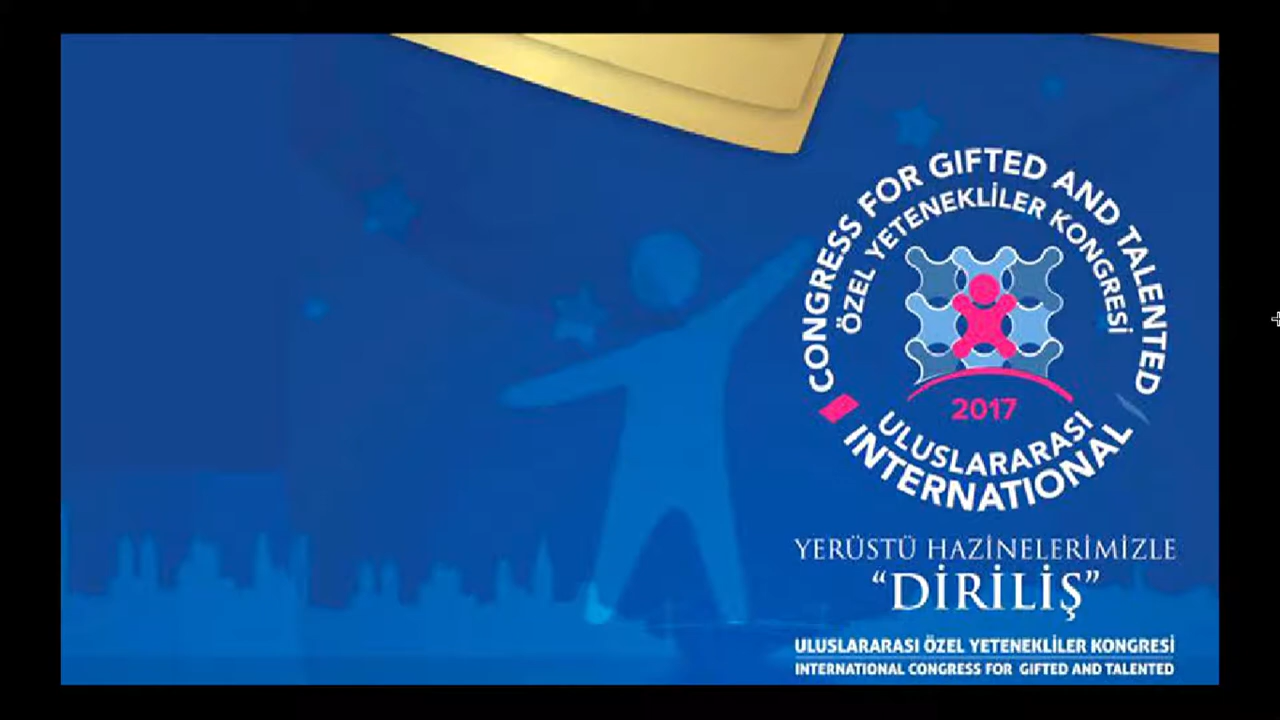 CONGRESS FOR GIFTED AND TALENTED
ÖZEL YETENEKLİLER KONGRESİ
2017
ULUSLARARASI
INTERNATIONAL
YERÜSTÜ HAZİNELERİMİZLE
“DİRİLİŞ”
ULUSLARARASI ÖZEL YETENEKLİLER KONGRESİ
INTERNATIONAL CONGRESS FOR GIFTED AND TALENTED